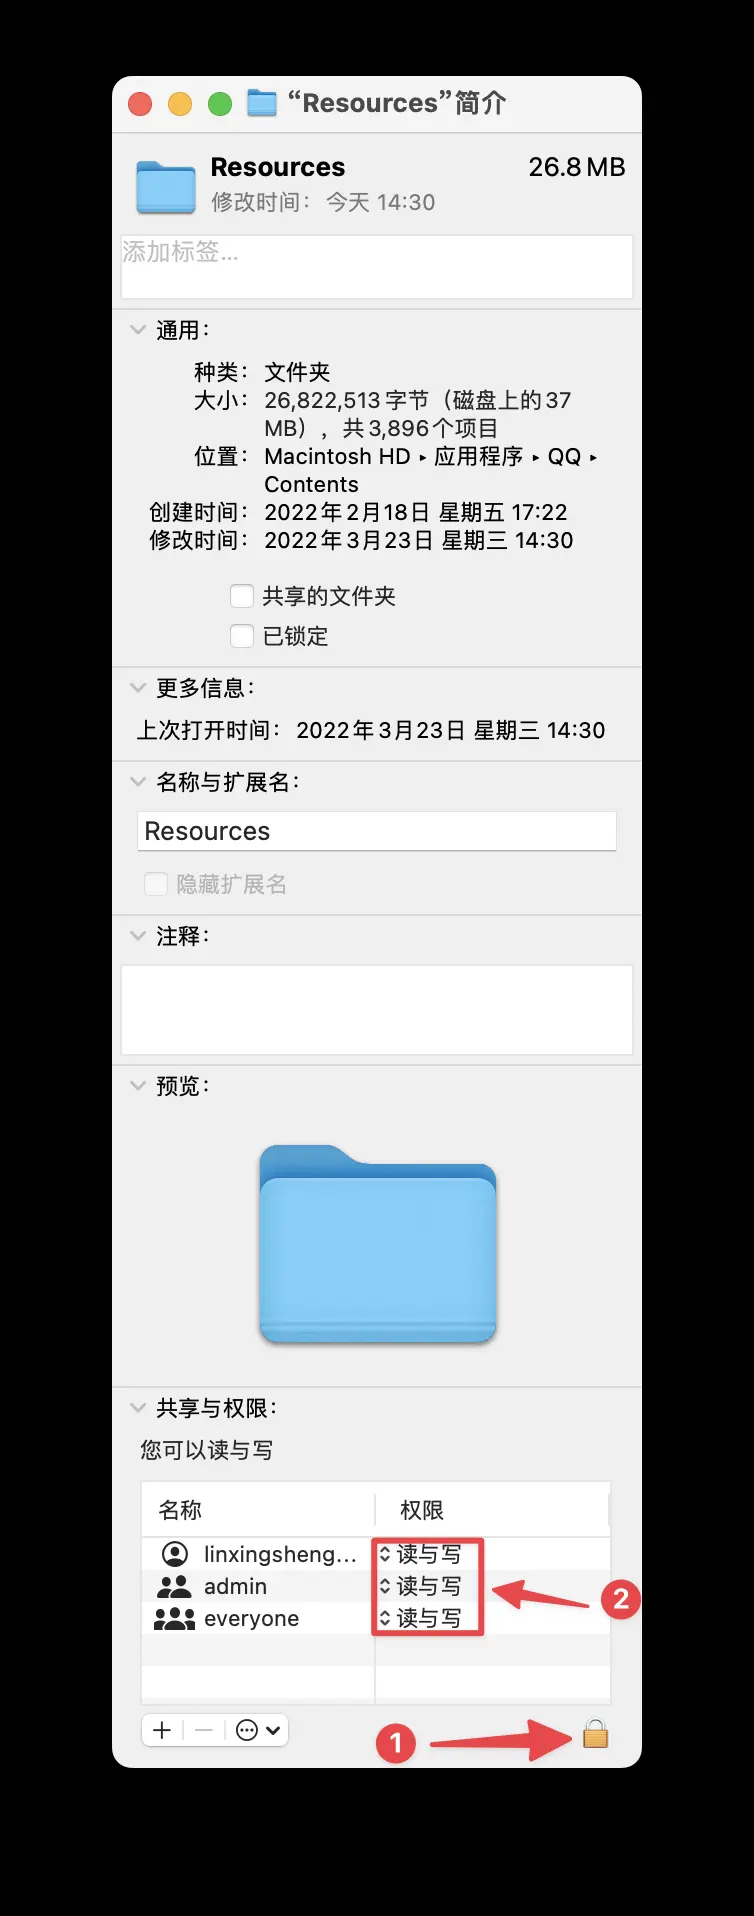 “Resources”简介
Resources 26.8 MB
修改时间： 今天 14:30
添加标签...
通用：
种类： 文件夹
大小： 26,822,513 字节（磁盘上的37
MB），共3,896个项目
位置： Macintosh HD ▸ 应用程序 ▸ QQ ▸
Contents
创建时间： 2022年2月18日 星期五 17:22
修改时间： 2022年3月23日 星期三 14:30
共享的文件夹
已锁定
更多信息：
上次打开时间： 2022年3月23日 星期三 14:30
名称与扩展名：
Resources
隐藏扩展名
注释：
预览：
共享与权限：
您可以读与写
名称 权限
linxingsheng... 读与写
admin 读与写
everyone 读与写
2
1